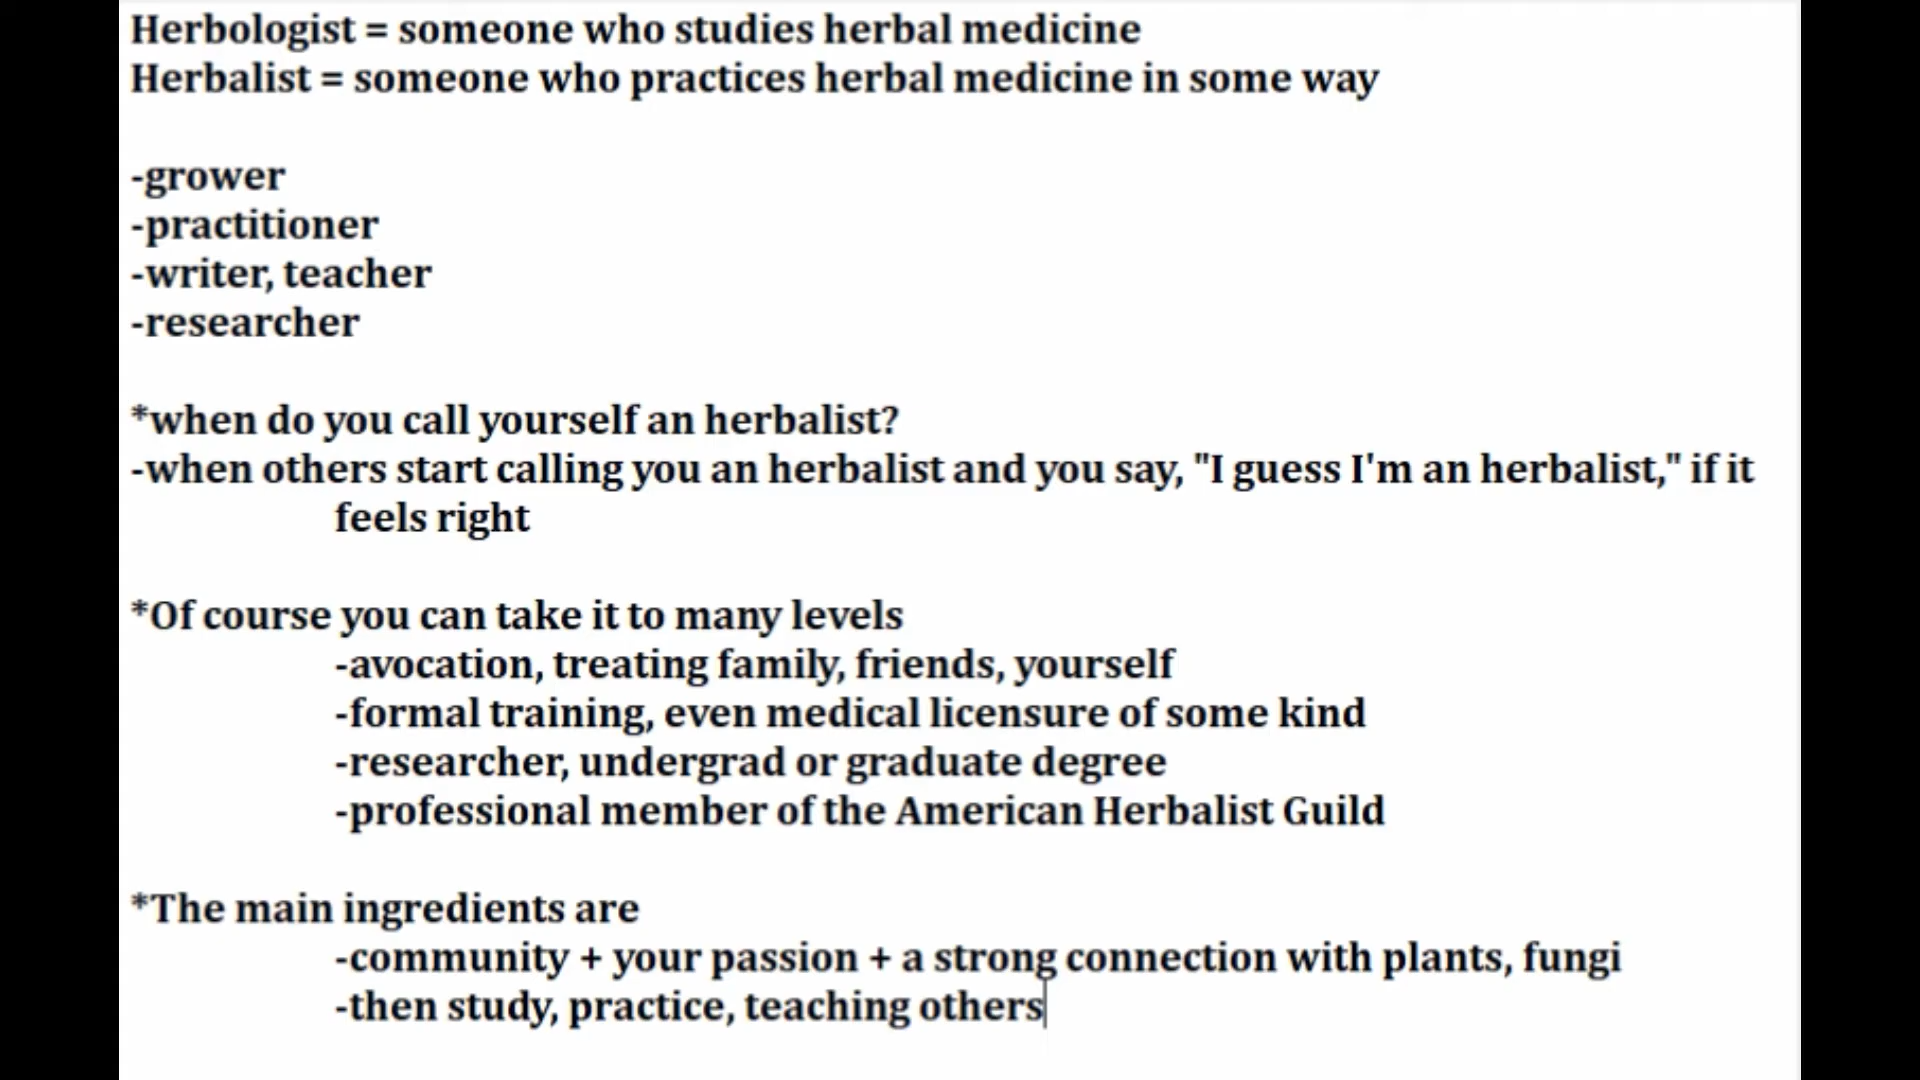 Herbologist = someone who studies herbal medicine
Herbalist = someone who practices herbal medicine in some way
-grower
-practitioner
-writer, teacher
-researcher
*when do you call yourself an herbalist?
-when others start calling you an herbalist and you say, "I guess I'm an herbalist," if it
feels right
*Of course you can take it to many levels
-avocation, treating family, friends, yourself
-formal training, even medical licensure of some kind
-researcher, undergrad or graduate degree
-professional member of the American Herbalist Guild
*The main ingredients are
-community + your passion + a strong connection with plants, fungi
-then study, practice, teaching others